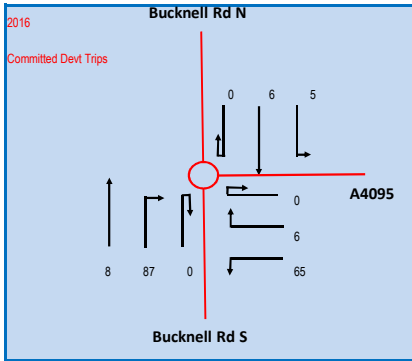 Bucknell Rd N
2016
Committed Devt Trips
0 6 5
A4095
0
6
8 87 0 65
Bucknell Rd S